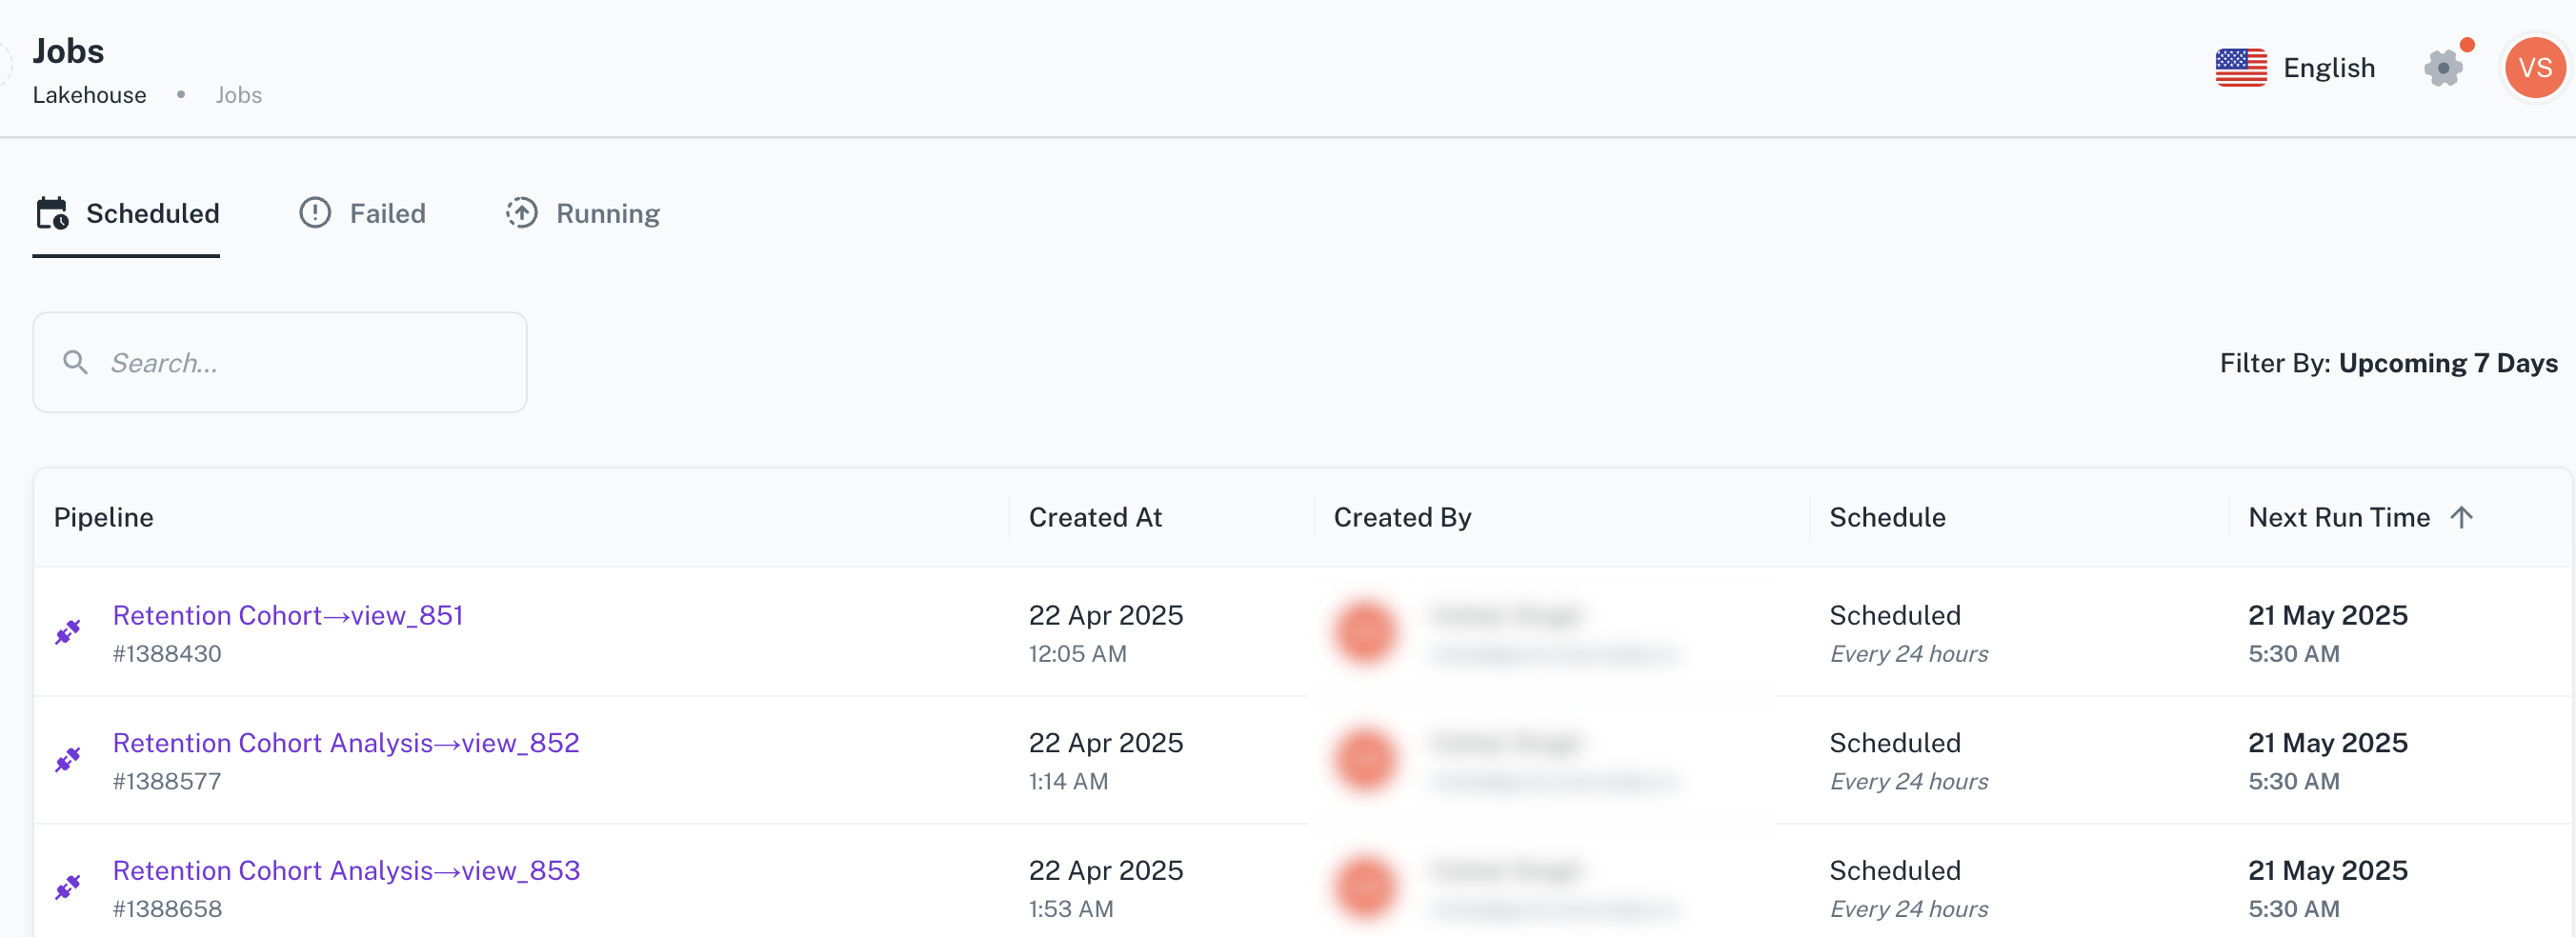 Jobs
Lakehouse • Jobs
English
VS
Scheduled
Failed
Running
Search...
Filter By: Upcoming 7 Days
Pipeline Created At Created By Schedule Next Run Time
Retention Cohort→view_851 22 Apr 2025 Scheduled 21 May 2025
#1388430 12:05 AM Every 24 hours 5:30 AM
Retention Cohort Analysis→view_852 22 Apr 2025 Scheduled 21 May 2025
#1388577 1:14 AM Every 24 hours 5:30 AM
Retention Cohort Analysis→view_853 22 Apr 2025 Scheduled 21 May 2025
#1388658 1:53 AM Every 24 hours 5:30 AM